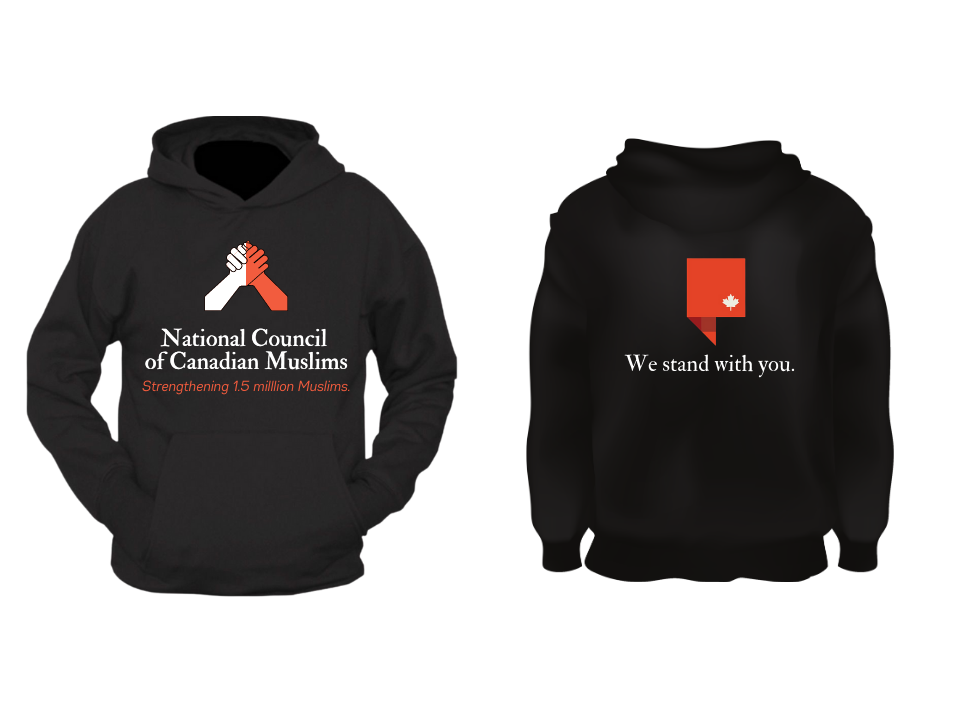 National Council
of Canadian Muslims
Strengthening 1.5 milllion Muslims.
We stand with you.